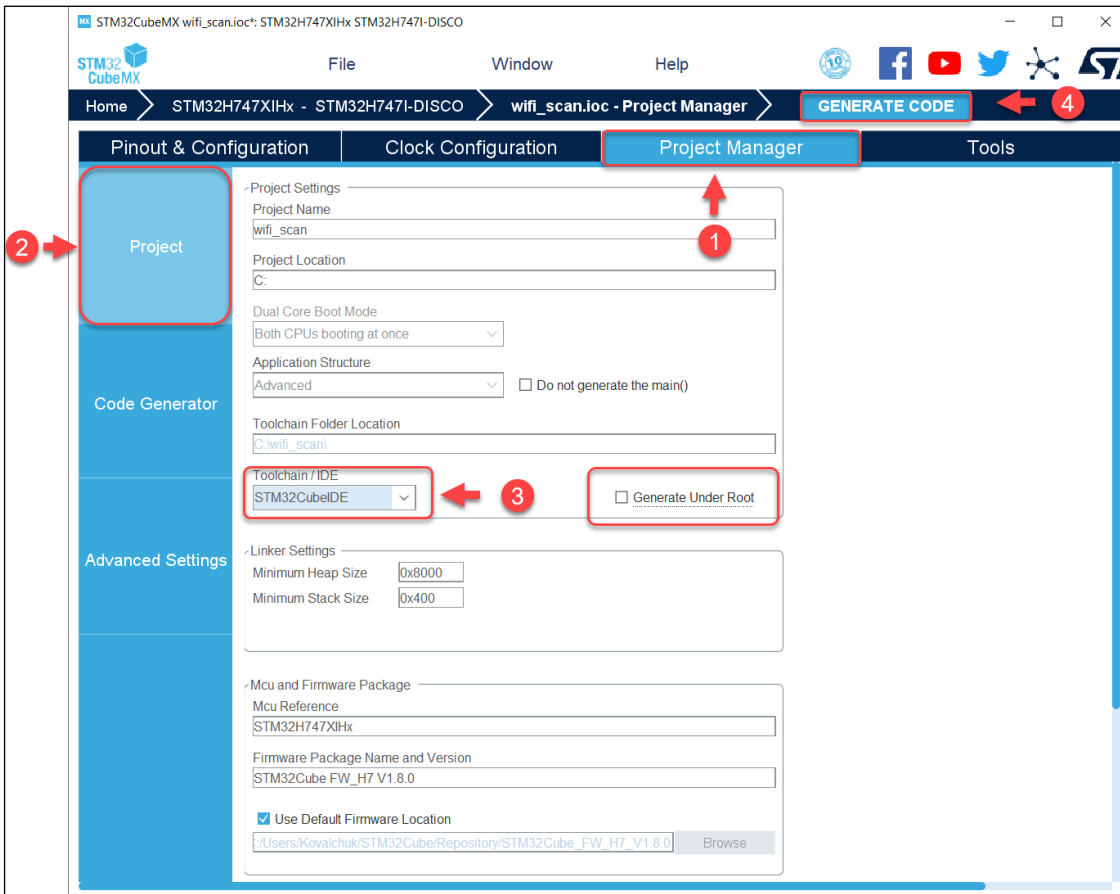 MX STM32CubeMX wifi_scan.ioc*: STM32H747XIHx STM32H747I-DISCO
STM32
CubeMX
File Window Help
10
Home STM32H747XIHx - STM32H747I-DISCO wifi_scan.ioc - Project Manager GENERATE CODE 4
Pinout & Configuration Clock Configuration Project Manager Tools
1
2
Project
Code Generator
Advanced Settings
Project Settings
Project Name
wifi_scan
Project Location
C:
Dual Core Boot Mode
Both CPUs booting at once
Application Structure
Advanced Do not generate the main()
Toolchain Folder Location
C:\wifi_scan\
Toolchain / IDE
STM32CubeIDE 3 Generate Under Root
Linker Settings
Minimum Heap Size 0x8000
Minimum Stack Size 0x400
Mcu and Firmware Package
Mcu Reference
STM32H747XIHx
Firmware Package Name and Version
STM32Cube FW_H7 V1.8.0
Use Default Firmware Location
:/Users/Kovalchuk/STM32Cube/Repository/STM32Cube_FW_H7_V1.8.0 Browse